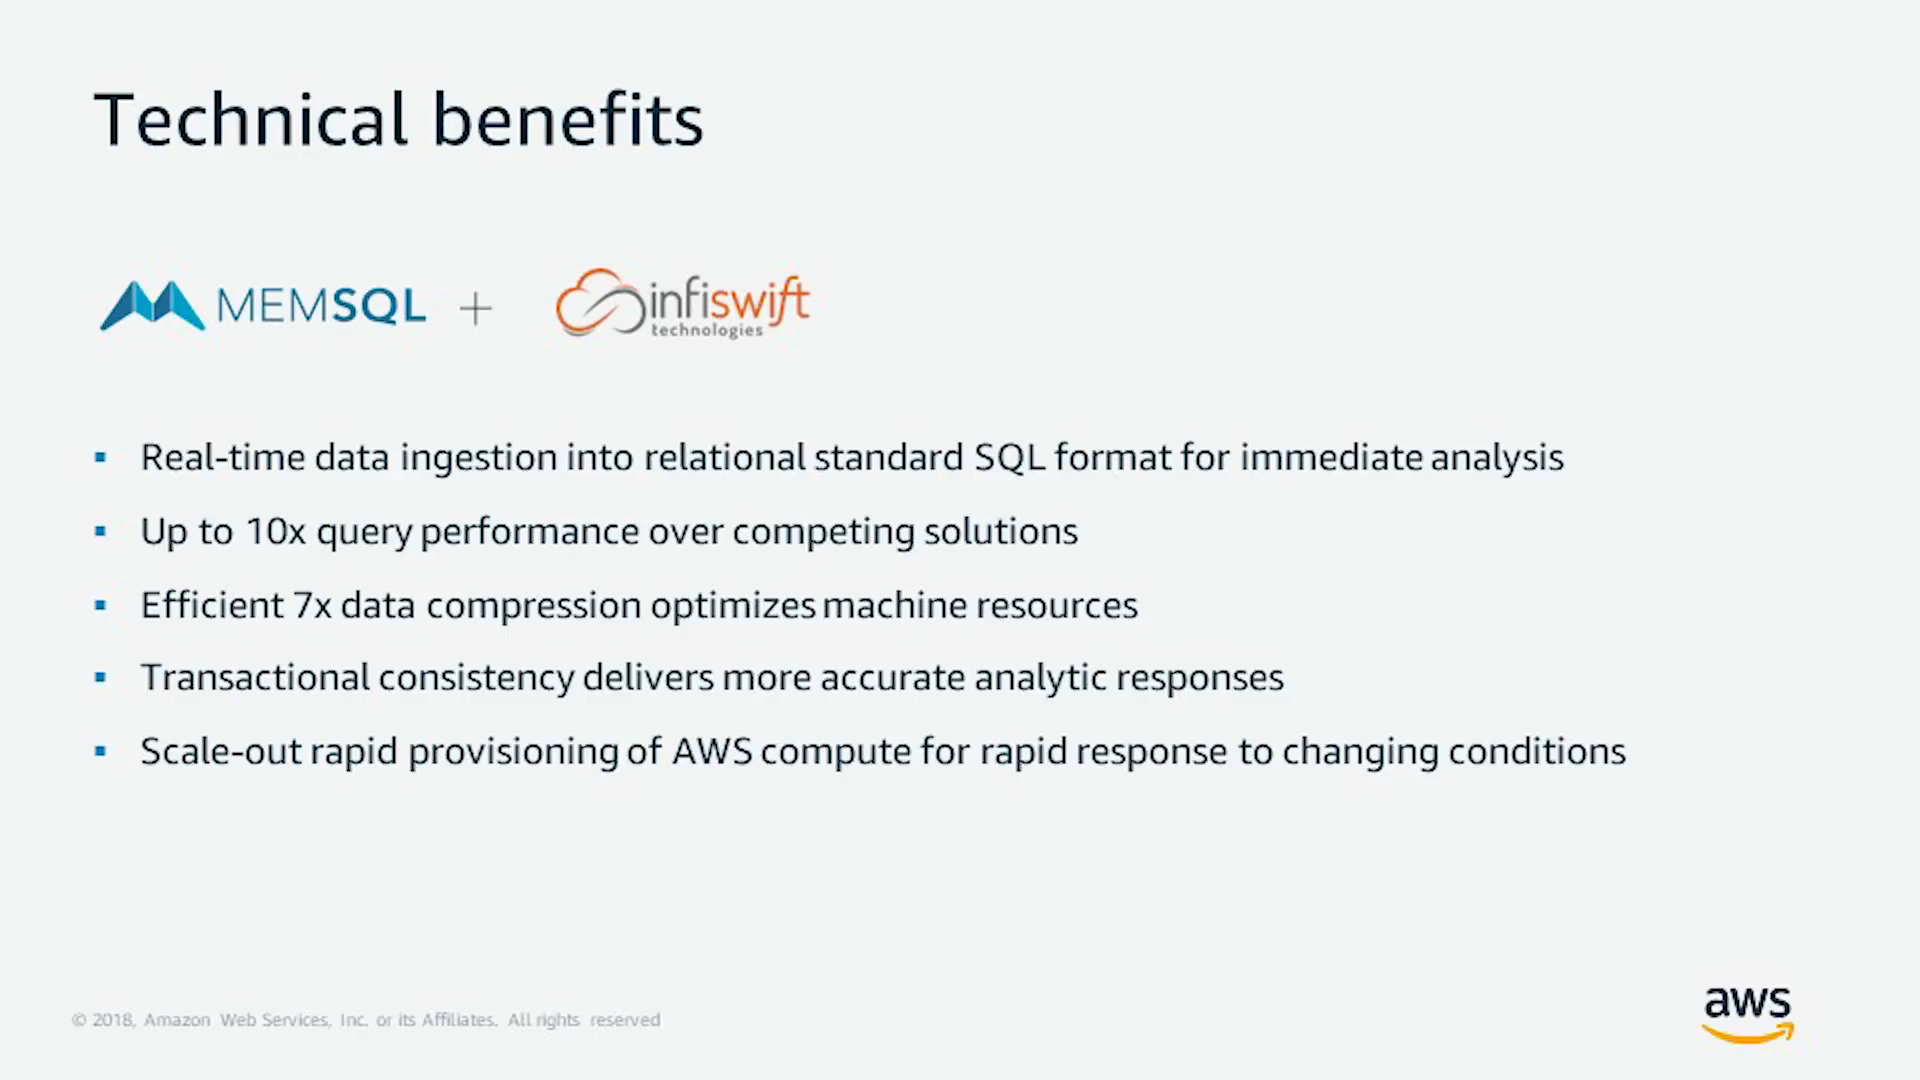 Technical benefits
MEMSQL + infiswift
technologies
▪ Real-time data ingestion into relational standard SQL format for immediate analysis
▪ Up to 10x query performance over competing solutions
▪ Efficient 7x data compression optimizes machine resources
▪ Transactional consistency delivers more accurate analytic responses
▪ Scale-out rapid provisioning of AWS compute for rapid response to changing conditions
© 2018, Amazon Web Services, Inc. or its Affiliates. All rights reserved
aws